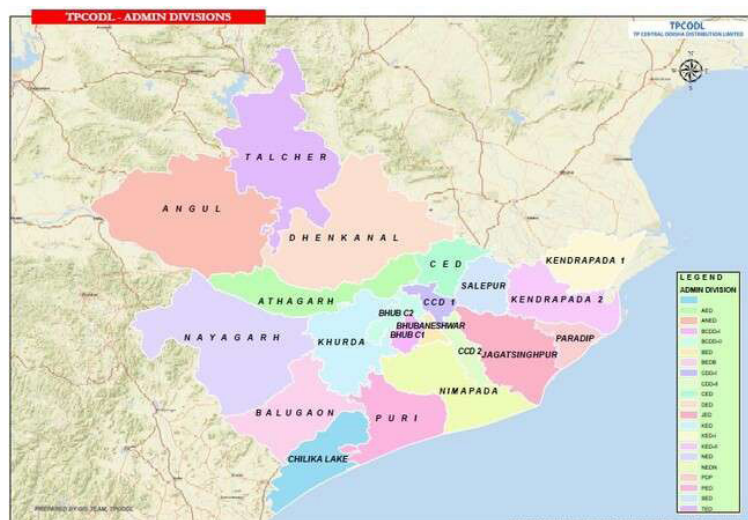 TPCODL - ADMIN DIVISIONS
TPCODL
TP CENTRAL ODISHA DISTRIBUTION LIMITED
TALCHER
ANGUL
DHENKANAL
CED
KENDRAPADA 1
SALEPUR
ATHAGARH
CCD 1
KENDRAPADA 2
BHUB C2
NAYAGARH
KHURDA
BHUBANESHWAR
BHUB C1
PARADIP
CCD 2
JAGATSINGHPUR
NIMAPADA
BALUGAON
PURI
CHILIKA LAKE
LEGEND
ADMIN DIVISION
AED
ANED
BCDD-I
BCDD-II
BED
BEDB
CDD-I
CDD-II
CED
DED
JED
KED
KED-I
KED-II
NED
NEDN
PDP
PED
SED
TED
PREPARED BY GIS TEAM, TPCODL